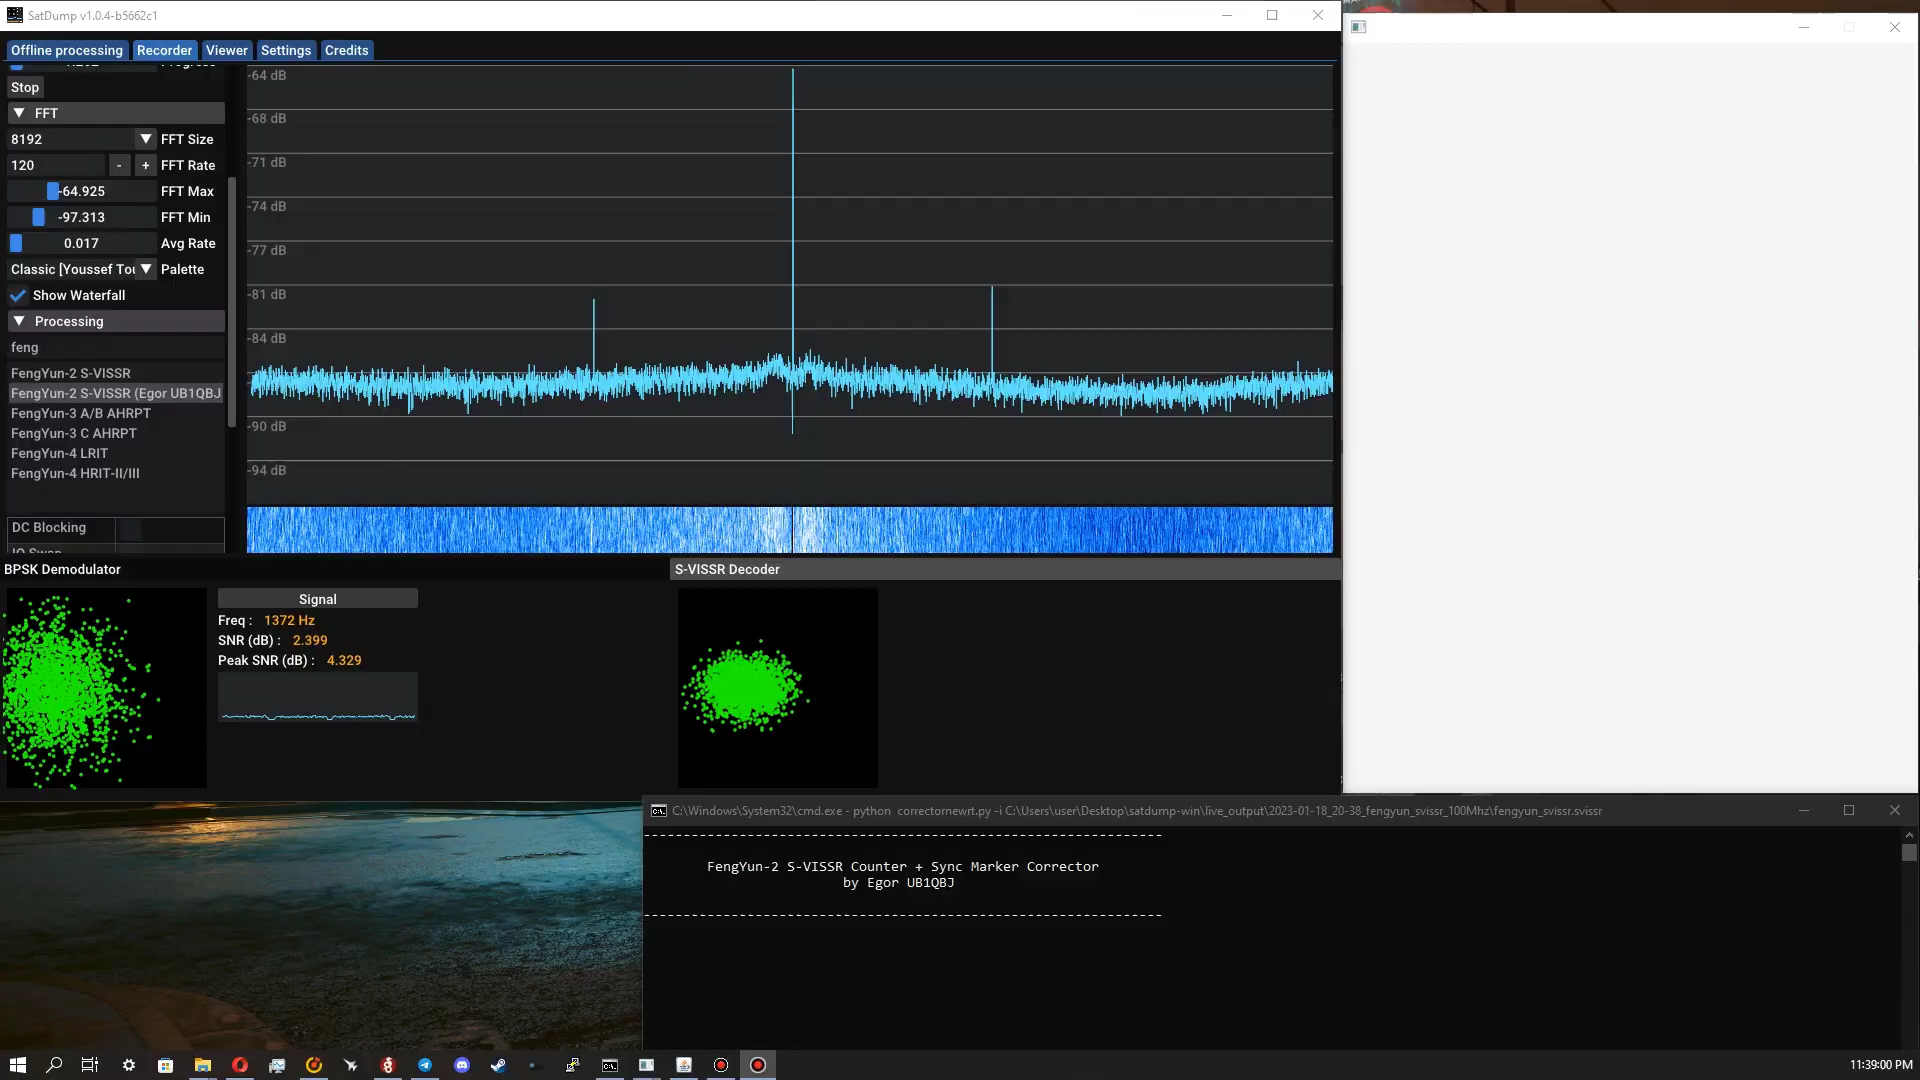 SatDump v1.0.4-b5662c1
Offline processing
Recorder
Viewer
Settings
Credits
Stop
FFT
8192
FFT Size
120 - + FFT Rate
-64.925 FFT Max
-97.313 FFT Min
0.017 Avg Rate
Classic [Youssef Tou Palette
Show Waterfall
Processing
feng
FengYun-2 S-VISSR
FengYun-2 S-VISSR (Egor UB1QBJ
FengYun-3 A/B AHRPT
FengYun-3 C AHRPT
FengYun-4 LRIT
FengYun-4 HRIT-II/III
DC Blocking
-64 dB
-68 dB
-71 dB
-74 dB
-77 dB
-81 dB
-84 dB
-90 dB
-94 dB
BPSK Demodulator
Signal
Freq : 1372 Hz
SNR (dB) : 2.399
Peak SNR (dB) : 4.329
S-VISSR Decoder
C:\Windows\System32\cmd.exe - python correctornewrt.py -i C:\Users\user\Desktop\satdump-win\live_output\2023-01-18_20-38_fengyun_svissr_100Mhz\fengyun_svissr.svissr
FengYun-2 S-VISSR Counter + Sync Marker Corrector
by Egor UB1QBJ
11:39:00 PM